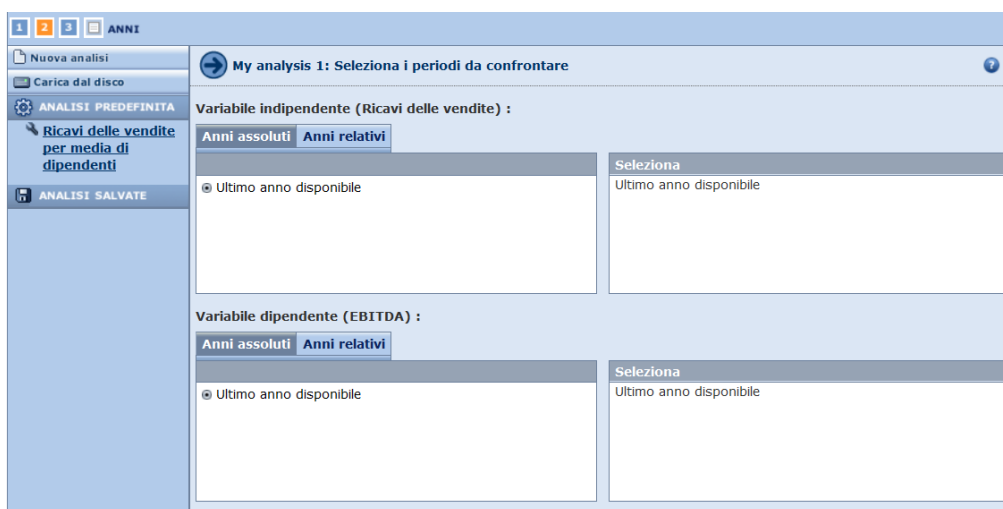 1 2 3 ANNI
Nuova analisi
Carica dal disco
ANALISI PREDEFINITA
Ricavi delle vendite
per media di
dipendenti
ANALISI SALVATE
My analysis 1: Seleziona i periodi da confrontare
?
Variabile indipendente (Ricavi delle vendite) :
Anni assoluti Anni relativi
Seleziona
Ultimo anno disponibile
Ultimo anno disponibile
Variabile dipendente (EBITDA) :
Anni assoluti Anni relativi
Seleziona
Ultimo anno disponibile
Ultimo anno disponibile